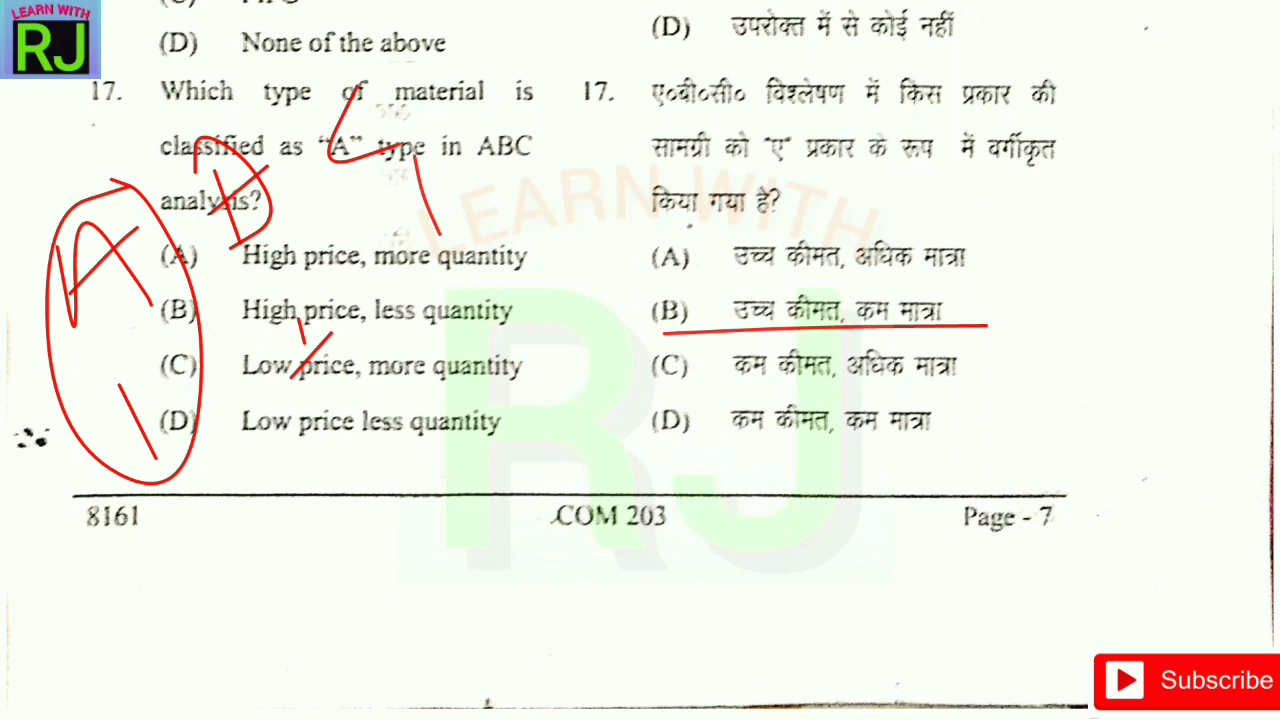 LEARN WITH
RJ
(D) None of the above
(D) उपरोक्त में से कोई नहीं
17. Which type of material is
classified as "A" type in ABC
analysis?
(A) High price, more quantity
(B) High price, less quantity
(C) Low price, more quantity
(D) Low price less quantity
17. ए०बी०सी० विश्लेषण में किस प्रकार की
सामग्री को "ए" प्रकार के रूप में वर्गीकृत
किया गया है?
(A) उच्च कीमत, अधिक मात्रा
(B) उच्च कीमत, कम मात्रा
(C) कम कीमत, अधिक मात्रा
(D) कम कीमत, कम मात्रा
A
B
C
LEARN WITH
RJ
8161 COM 203 Page - 7
Subscribe